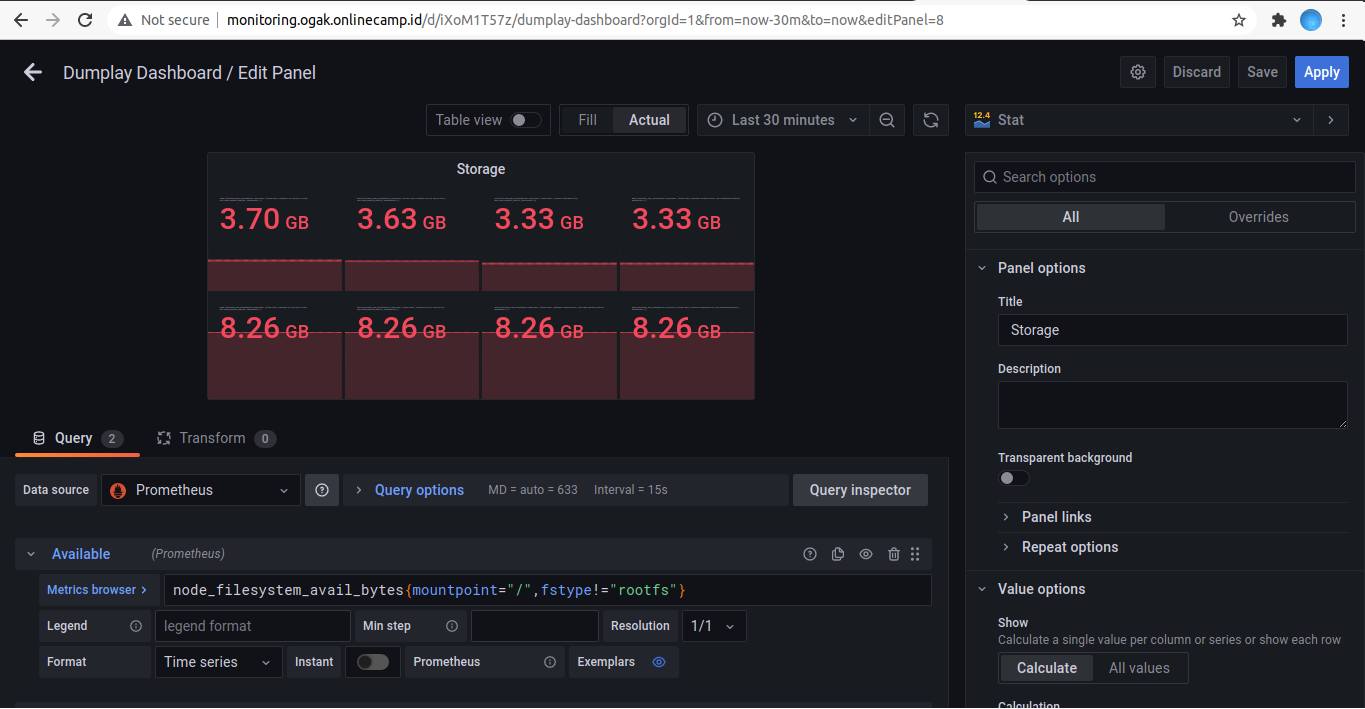 Not secure
monitoring.ogak.onlinecamp.id/d/iXoM1T57z/dumplay-dashboard?orgId=1&from=now-30m&to=now&editPanel=8
Dumplay Dashboard / Edit Panel
Discard
Save
Apply
Table view
Fill
Actual
Last 30 minutes
12.4
Stat
Storage
3.70 GB
3.63 GB
3.33 GB
3.33 GB
8.26 GB
8.26 GB
8.26 GB
8.26 GB
Search options
All
Overrides
Panel options
Title
Storage
Description
Transparent background
Panel links
Repeat options
Value options
Show
Calculate a single value per column or series or show each row
Calculate
All values
Calculation
Query 2
Transform 0
Data source
Prometheus
Query options
MD = auto = 633
Interval = 15s
Query inspector
Available
(Prometheus)
Metrics browser >
node_filesystem_avail_bytes{mountpoint="/",fstype!="rootfs"}
Legend
legend format
Min step
Resolution
1/1
Format
Time series
Instant
Prometheus
Exemplars